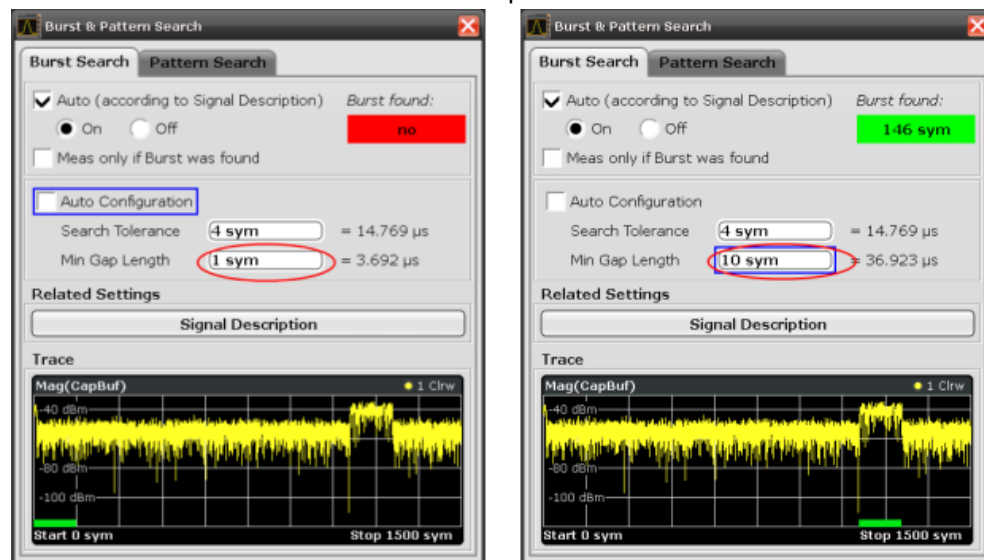 Burst & Pattern Search
Burst Search Pattern Search
Auto (according to Signal Description) Burst found:
On Off no
Meas only if Burst was found
Auto Configuration
Search Tolerance 4 sym = 14.769 µs
Min Gap Length 1 sym = 3.692 µs
Related Settings
Signal Description
Trace
Mag(CapBuf) 1 Clrw
-40 dBm
-80 dBm
-100 dBm
Start 0 sym Stop 1500 sym
Burst & Pattern Search
Burst Search Pattern Search
Auto (according to Signal Description) Burst found:
On Off 146 sym
Meas only if Burst was found
Auto Configuration
Search Tolerance 4 sym = 14.769 µs
Min Gap Length 10 sym = 36.923 µs
Related Settings
Signal Description
Trace
Mag(CapBuf) 1 Clrw
-40 dBm
-80 dBm
-100 dBm
Start 0 sym Stop 1500 sym